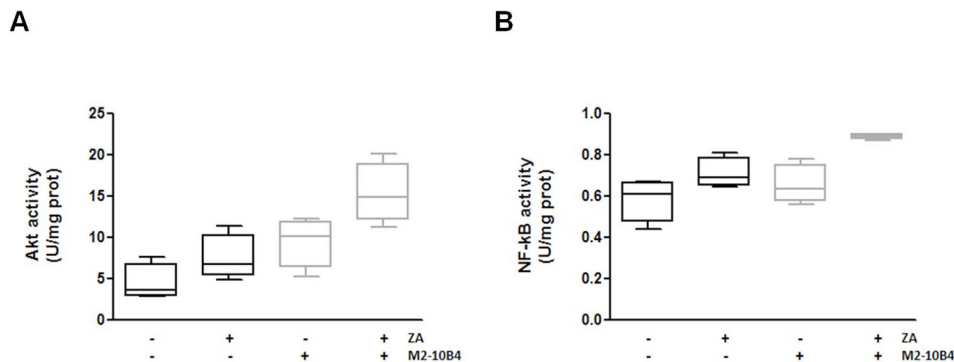 A
B
Akt activity
(U/mg prot)
25
20
15
10
5
0
- + - + ZA
- - + + M2-10B4
NF-kB activity
(U/mg prot)
1.0
0.8
0.6
0.4
0.2
0.0
- + - + ZA
- - + + M2-10B4